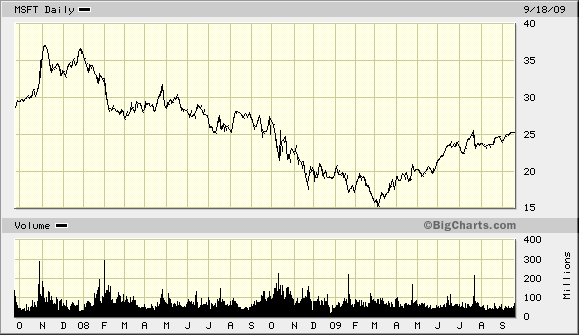 MSFT Daily 9/18/09
40
35
30
25
20
15
Volume ©BigCharts.com
400
300
200
100
0
Millions
O N D 08 F M A M J J A S O N D 09 F M A M J J A S